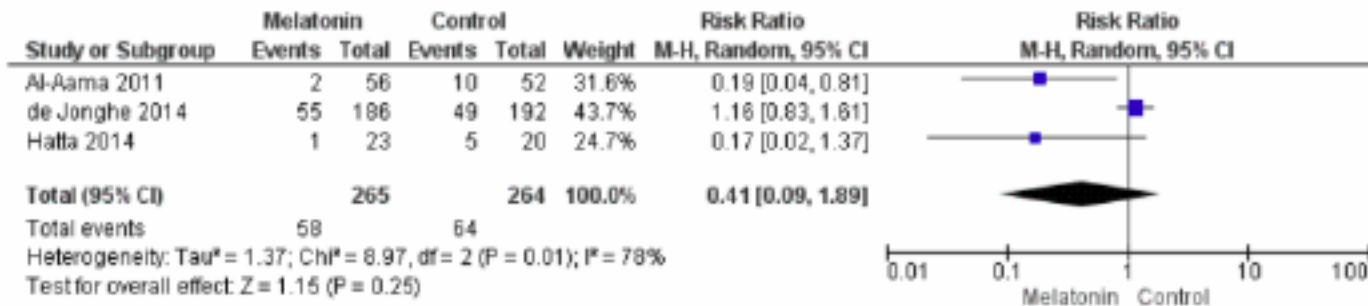 Melatonin Control Risk Ratio Risk Ratio
Study or Subgroup Events Total Events Total Weight M-H, Random, 95% CI M-H, Random, 95% CI
Al-Aama 2011 2 56 10 52 31.6% 0.19 [0.04, 0.81]
de Jonghe 2014 55 186 49 192 43.7% 1.16 [0.83, 1.61]
Hatta 2014 1 23 5 20 24.7% 0.17 [0.02, 1.37]
Total (95% CI) 265 264 100.0% 0.41 [0.09, 1.89]
Total events 58 64
Heterogeneity: Tau² = 1.37; Chi² = 8.97, df = 2 (P = 0.01); I² = 78%
Test for overall effect: Z = 1.15 (P = 0.25)
0.01 0.1 1 10 100
Melatonin Control